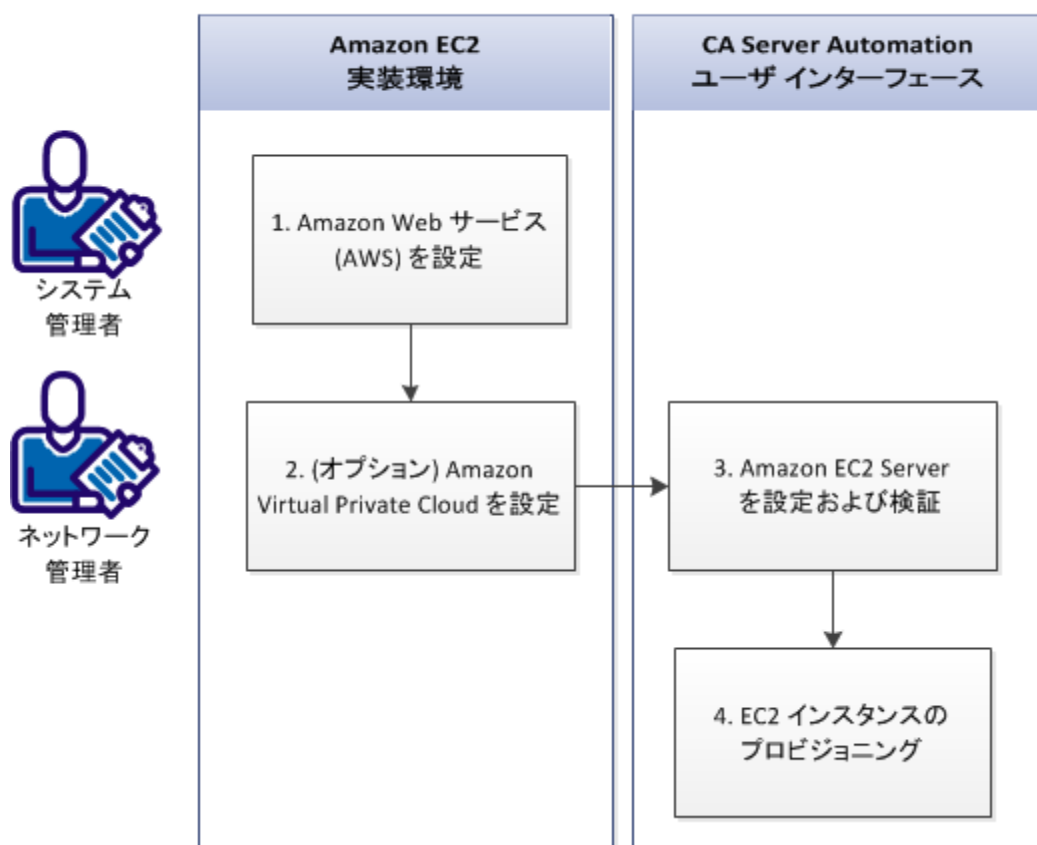 Amazon EC2
実装環境
CA Server Automation
ユーザ インターフェース
システム
管理者
1. Amazon Web サービス
(AWS) を設定
ネットワーク
管理者
2. (オプション) Amazon
Virtual Private Cloud を設定
3. Amazon EC2 Server
を設定および検証
4. EC2 インスタンスの
プロビジョニング